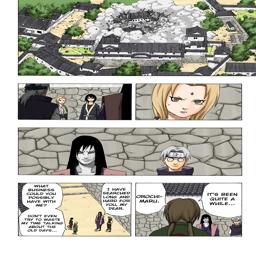 WHAT
BUSINESS
COULD YOU
POSSIBLY
HAVE WITH
ME?
DON'T EVEN
TRY TO WASTE
MY TIME TALKING
ABOUT THE
OLD DAYS...
I HAVE
SEARCHED
LONG AND
HARD FOR
YOU, MY
DEAR.
OROCHI-
MARU.
IT'S BEEN
QUITE A
WHILE...